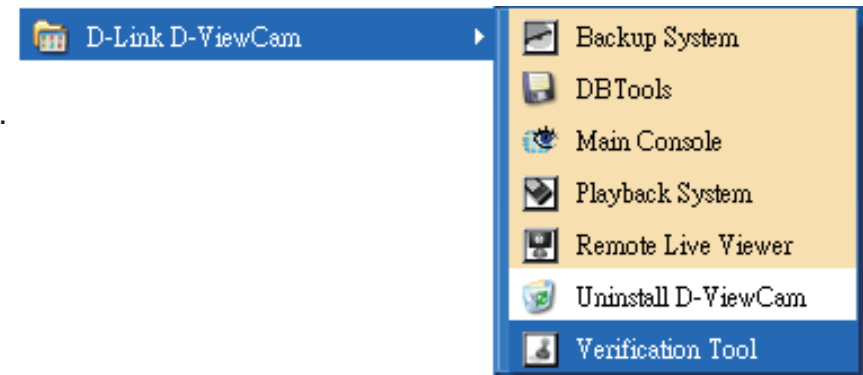 D-Link D-ViewCam
Backup System
DBTools
Main Console
Playback System
Remote Live Viewer
Uninstall D-ViewCam
Verification Tool
.